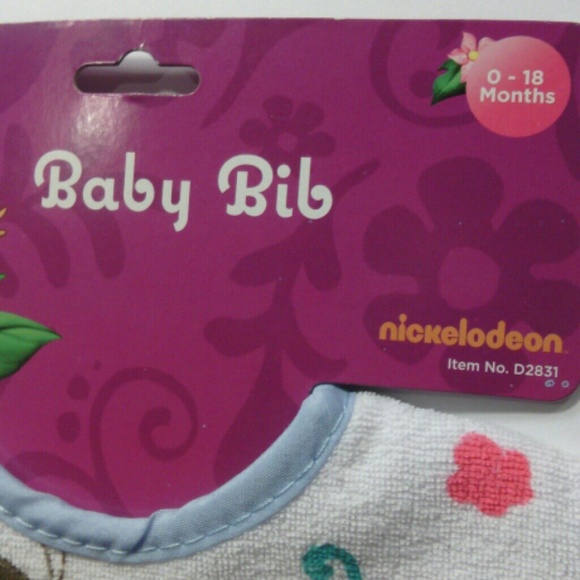 0 - 18
Months
Baby Bib
nickelodeon
Item No. D2831